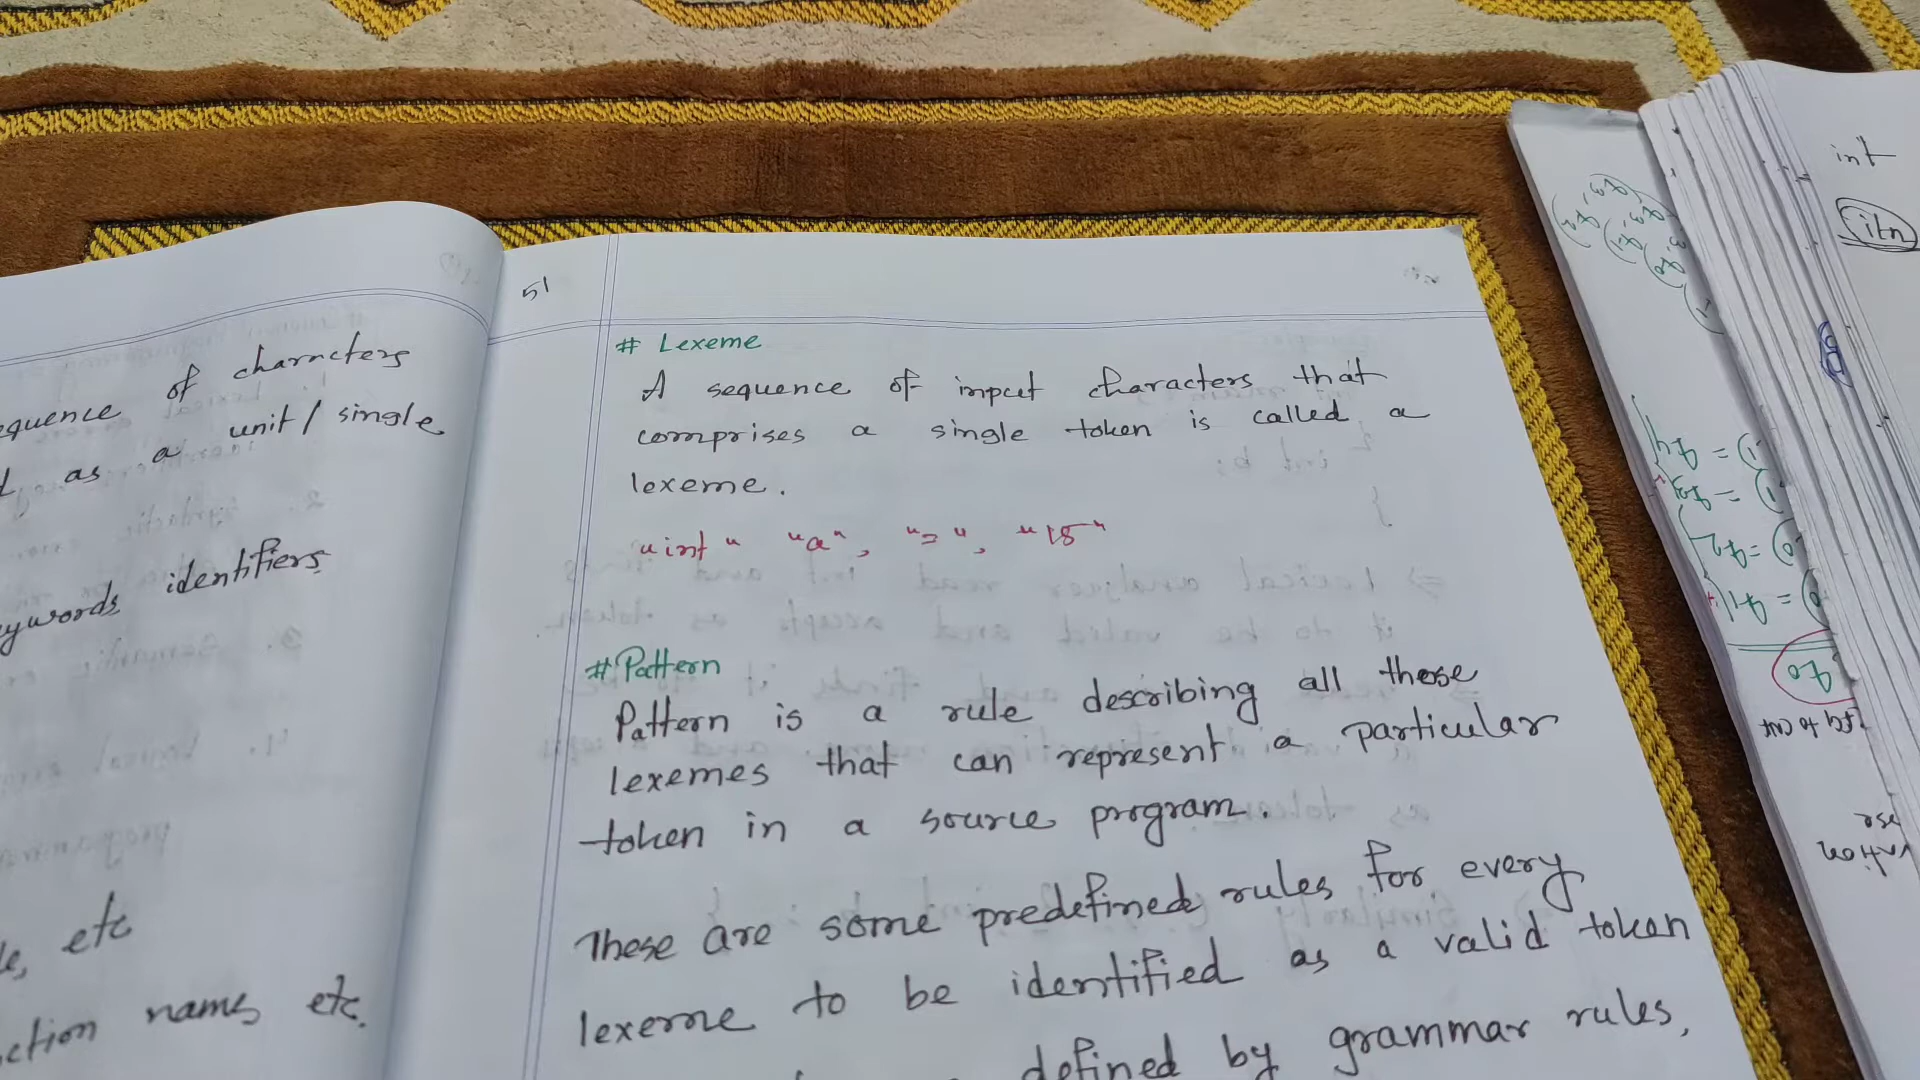 of characters
as a unit / single
identifiers
etc
names etc.
51
# Lexeme
A sequence of input characters that
comprises a single token is called a
lexeme.
"int" "a", "=", "15"
# Pattern
Pattern is a rule describing all those
lexemes that can represent a particular
token in a source program.
These are some predefined rules for every
lexeme to be identified as a valid token
defined by grammar rules,
int
itn